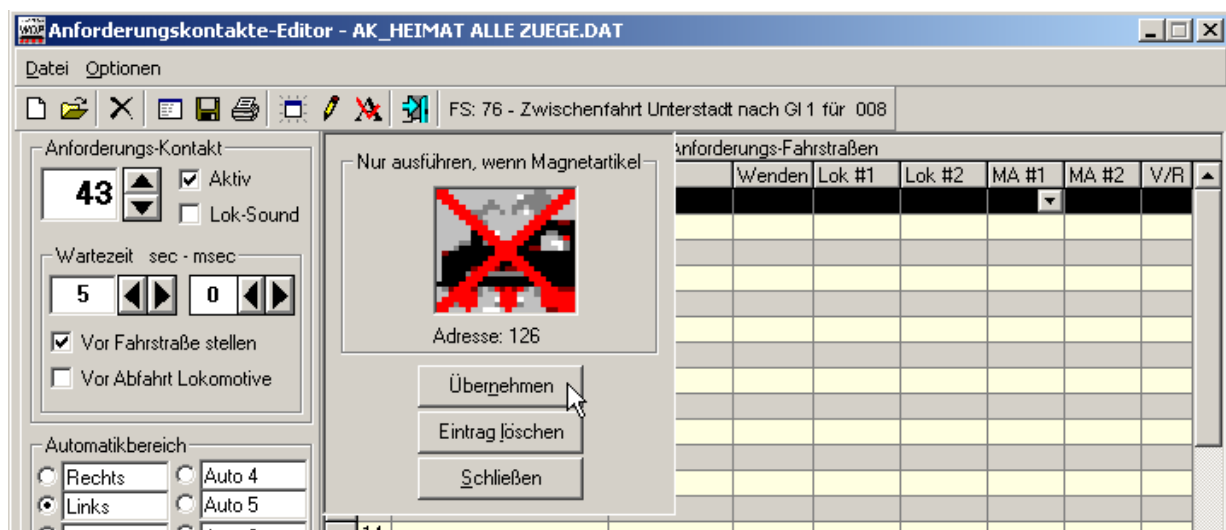 WDP Anforderungskontakte-Editor - AK_HEIMAT ALLE ZUEGE.DAT
Datei Optionen
FS: 76 - Zwischenfahrt Unterstadt nach Gl 1 für 008
Anforderungs-Kontakt
43
Aktiv
Lok-Sound
Wartezeit sec - msec
5
0
Vor Fahrstraße stellen
Vor Abfahrt Lokomotive
Automatikbereich
Rechts
Auto 4
Links
Auto 5
Nur ausführen, wenn Magnetartikel
Adresse: 126
Übernehmen
Eintrag löschen
Schließen
Anforderungs-Fahrstraßen
Wenden Lok #1 Lok #2 MA #1 MA #2 V/R